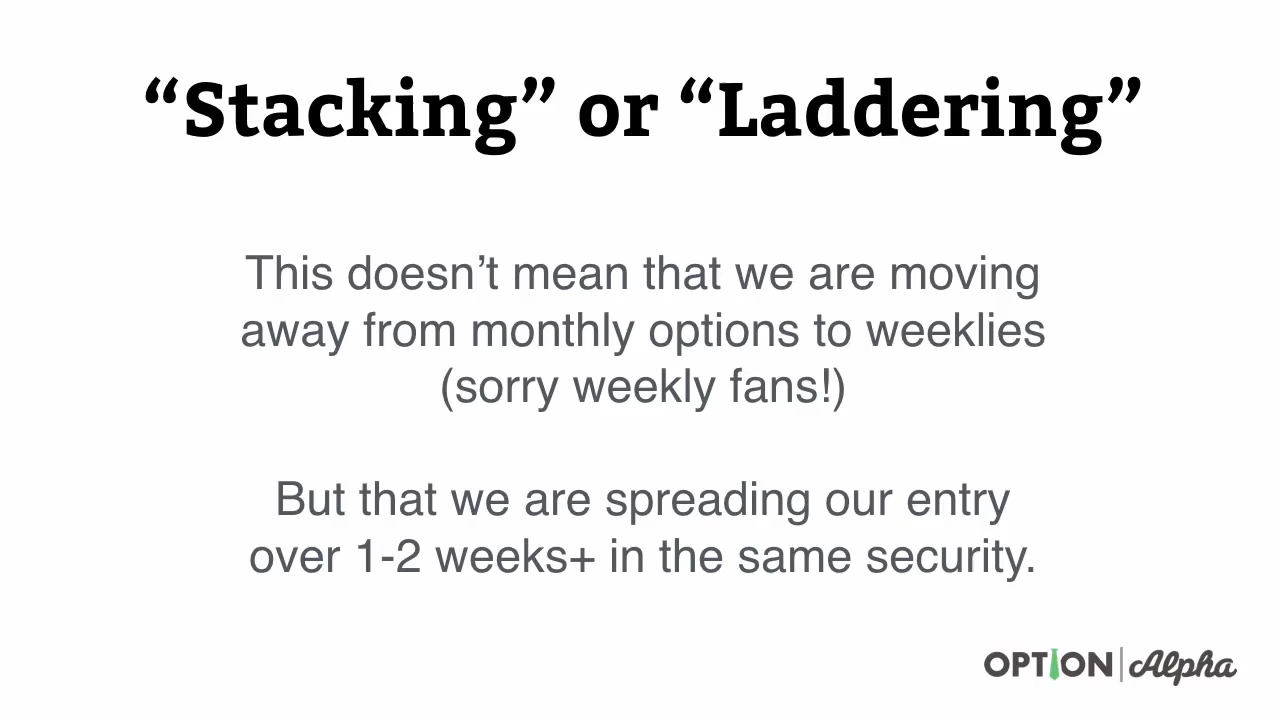 “Stacking” or “Laddering”
This doesn’t mean that we are moving
away from monthly options to weeklies
(sorry weekly fans!)
But that we are spreading our entry
over 1-2 weeks+ in the same security.
OPTION | Alpha